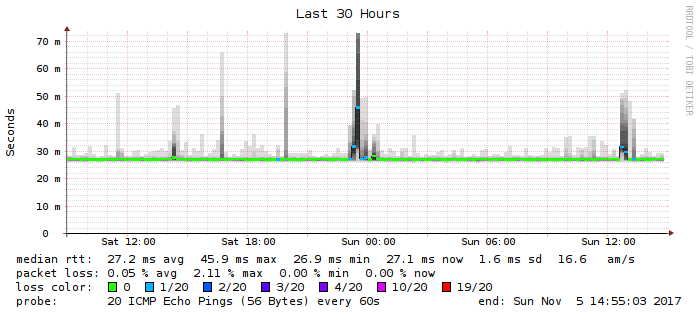 Last 30 Hours
RRDTOOL / TOBI OETIKER
Seconds
70 m
60 m
50 m
40 m
30 m
20 m
10 m
0
Sat 12:00 Sat 18:00 Sun 00:00 Sun 06:00 Sun 12:00
median rtt: 27.2 ms avg 45.9 ms max 26.9 ms min 27.1 ms now 1.6 ms sd 16.6 am/s
packet loss: 0.05 % avg 2.11 % max 0.00 % min 0.00 % now
loss color: 0 1/20 2/20 3/20 4/20 10/20 19/20
probe: 20 ICMP Echo Pings (56 Bytes) every 60s end: Sun Nov 5 14:55:03 2017